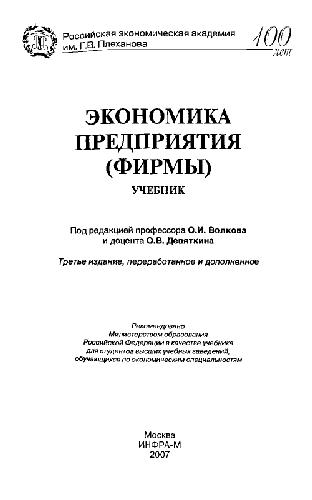 Российская экономическая академия
им. Г.В. Плеханова
100
лет
ЭКОНОМИКА
ПРЕДПРИЯТИЯ
(ФИРМЫ)
УЧЕБНИК
Под редакцией профессора О.И. Волкова
и доцента О.В. Девяткина
Третье издание, переработанное и дополненное
Рекомендовано
Министерством образования
Российской Федерации в качестве учебника
для студентов высших учебных заведений,
обучающихся по экономическим специальностям
Москва
ИНФРА-М
2007